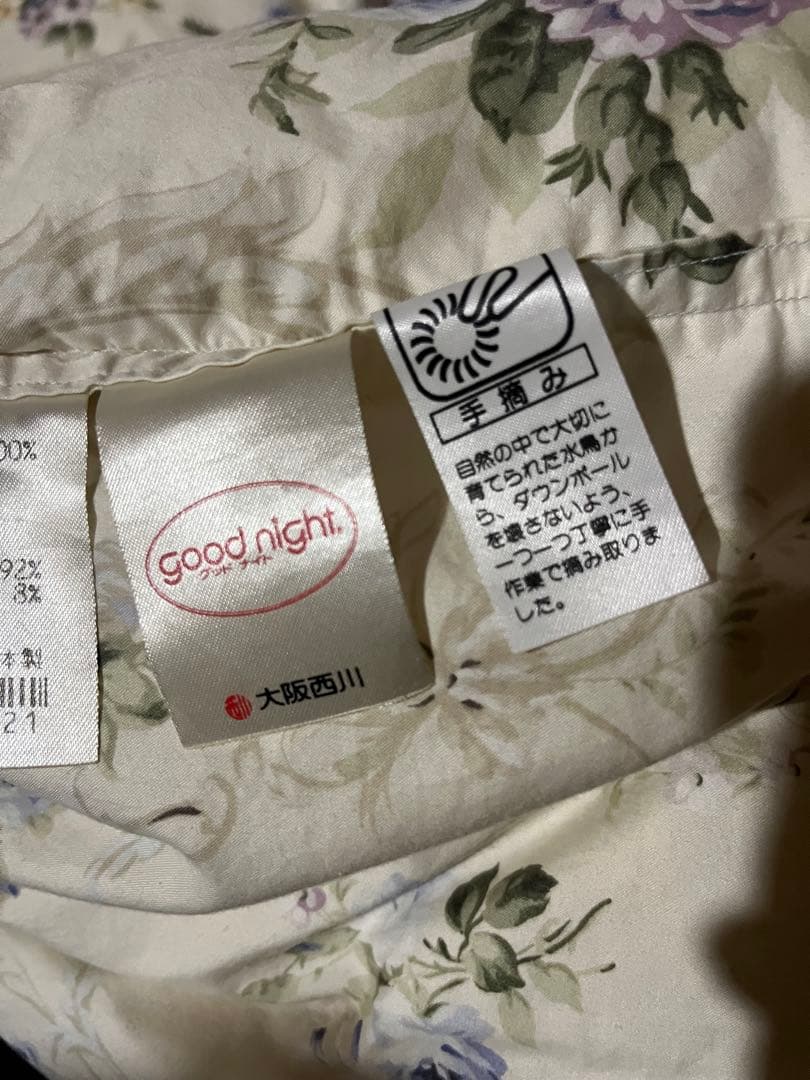 00%
92%
8%
本製
21
good night®
グッド ナイト
大阪西川
手摘み
自然の中で大切に
育てられた水鳥か
ら、ダウンボール
を壊さないよう、
一つ一つ丁寧に手
作業で摘み取りま
した。